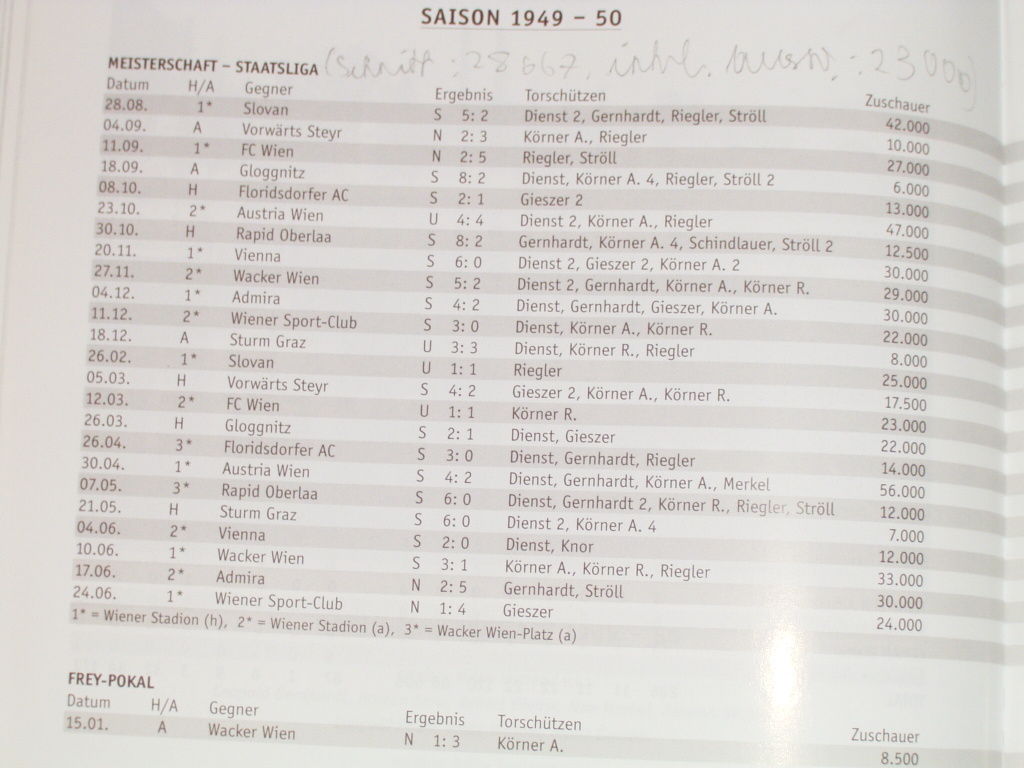 SAISON 1949 – 50
MEISTERSCHAFT – STAATSLIGA (Schnitt: 28667, inkl. ausw.: 23000)
Datum H/A Gegner Ergebnis Torschützen Zuschauer
28.08. 1* Slovan S 5:2 Dienst 2, Gernhardt, Riegler, Ströll 42.000
04.09. A Vorwärts Steyr N 2:3 Körner A., Riegler 10.000
11.09. 1* FC Wien N 2:5 Riegler, Ströll 27.000
18.09. A Gloggnitz S 8:2 Dienst, Körner A. 4, Riegler, Ströll 2 6.000
08.10. H Floridsdorfer AC S 2:1 Gieszer 2 13.000
23.10. 2* Austria Wien U 4:4 Dienst 2, Körner A., Riegler 47.000
30.10. H Rapid Oberlaa S 8:2 Gernhardt, Körner A. 4, Schindlauer, Ströll 2 12.500
20.11. 1* Vienna S 6:0 Dienst 2, Gieszer 2, Körner A. 2 30.000
27.11. 2* Wacker Wien S 5:2 Dienst 2, Gernhardt, Körner A., Körner R. 29.000
04.12. 1* Admira S 4:2 Dienst, Gernhardt, Gieszer, Körner A. 30.000
11.12. 2* Wiener Sport-Club S 3:0 Dienst, Körner A., Körner R. 22.000
18.12. A Sturm Graz U 3:3 Dienst, Körner R., Riegler 8.000
26.02. 1* Slovan U 1:1 Riegler 25.000
05.03. H Vorwärts Steyr S 4:2 Gieszer 2, Körner A., Körner R. 17.500
12.03. 2* FC Wien U 1:1 Körner R. 23.000
26.03. H Gloggnitz S 2:1 Dienst, Gieszer 22.000
26.04. 3* Floridsdorfer AC S 3:0 Dienst, Gernhardt, Riegler 14.000
30.04. 1* Austria Wien S 4:2 Dienst, Gernhardt, Körner A., Merkel 56.000
07.05. 3* Rapid Oberlaa S 6:0 Dienst, Gernhardt 2, Körner R., Riegler, Ströll 12.000
21.05. H Sturm Graz S 6:0 Dienst 2, Körner A. 4 7.000
04.06. 2* Vienna S 2:0 Dienst, Knor 12.000
10.06. 1* Wacker Wien S 3:1 Körner A., Körner R., Riegler 33.000
17.06. 2* Admira N 2:5 Gernhardt, Ströll 30.000
24.06. 1* Wiener Sport-Club N 1:4 Gieszer 24.000
1* = Wiener Stadion (h), 2* = Wiener Stadion (a), 3* = Wacker Wien-Platz (a)
FREY-POKAL
Datum H/A Gegner Ergebnis Torschützen Zuschauer
15.01. A Wacker Wien N 1:3 Körner A. 8.500